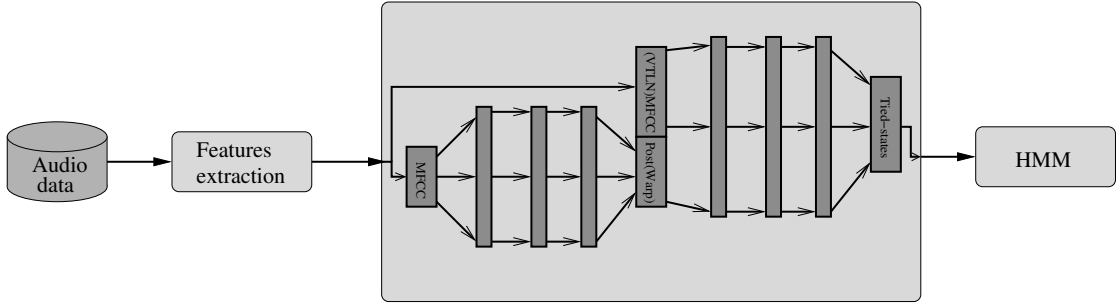 Audio
data
Features
extraction
MFCC
(VTLN)MFCC
Post(Warp)
Tied-states
HMM